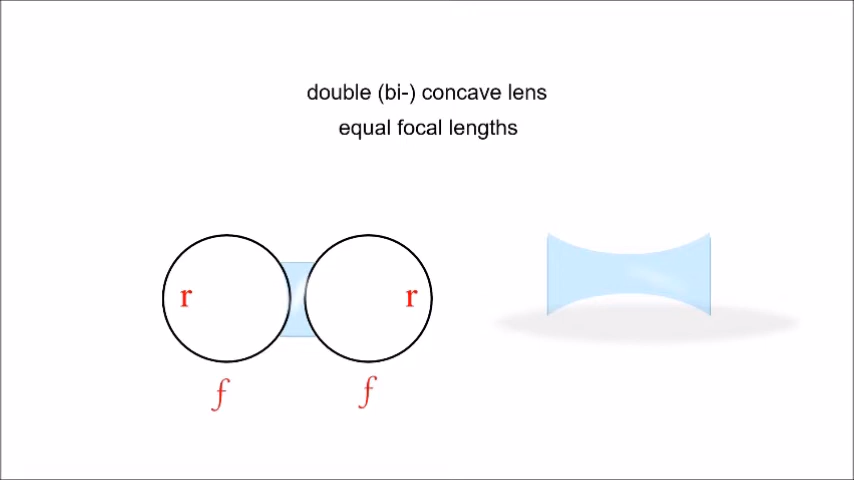 double (bi-) concave lens
equal focal lengths
r r
f f